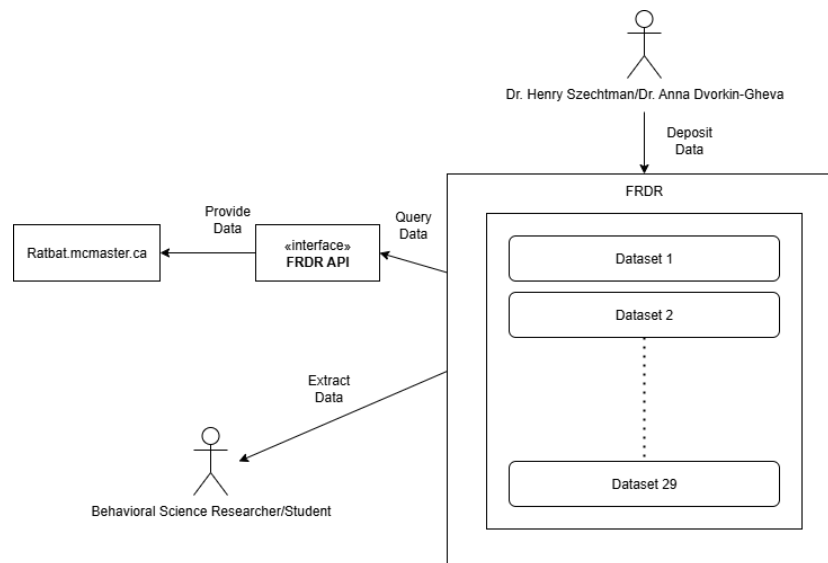 Dr. Henry Szechtman/Dr. Anna Dvorkin-Gheva
Deposit
Data
FRDR
Provide
Data
Query
Data
Ratbat.mcmaster.ca
«interface»
FRDR API
Dataset 1
Dataset 2
Extract
Data
Dataset 29
Behavioral Science Researcher/Student